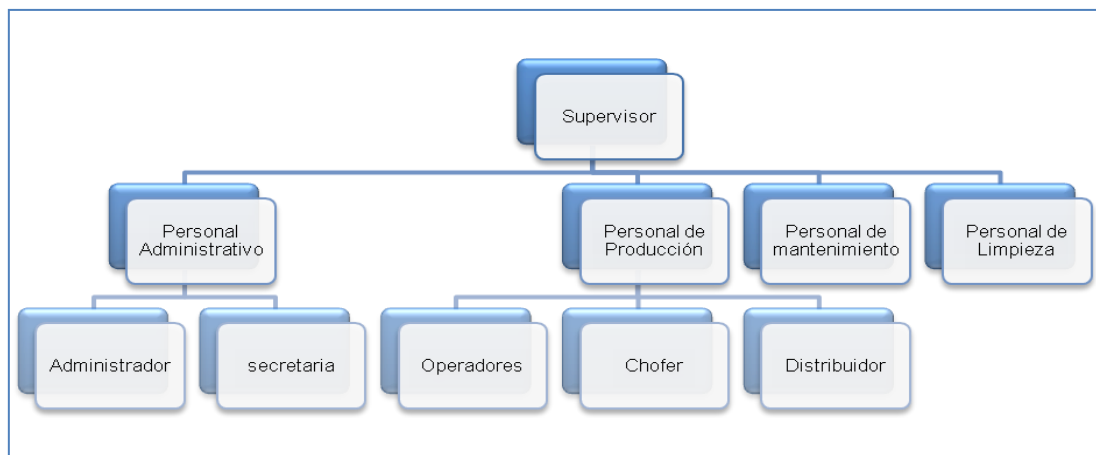 Supervisor
Personal
Administrativo
Personal de
Producción
Personal de
mantenimiento
Personal de
Limpieza
Administrador
secretaria
Operadores
Chofer
Distribuidor